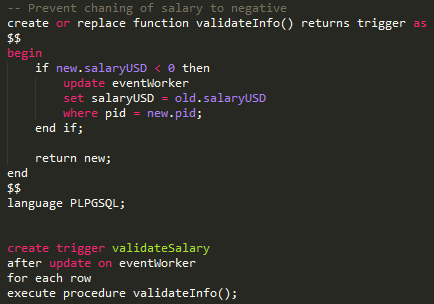 -- Prevent chaning of salary to negative
create or replace function validateInfo() returns trigger as
$$
begin
    if new.salaryUSD < 0 then
        update eventWorker
        set salaryUSD = old.salaryUSD
        where pid = new.pid;
    end if;

    return new;
end
$$
language PLPGSQL;


create trigger validateSalary
after update on eventWorker
for each row
execute procedure validateInfo();